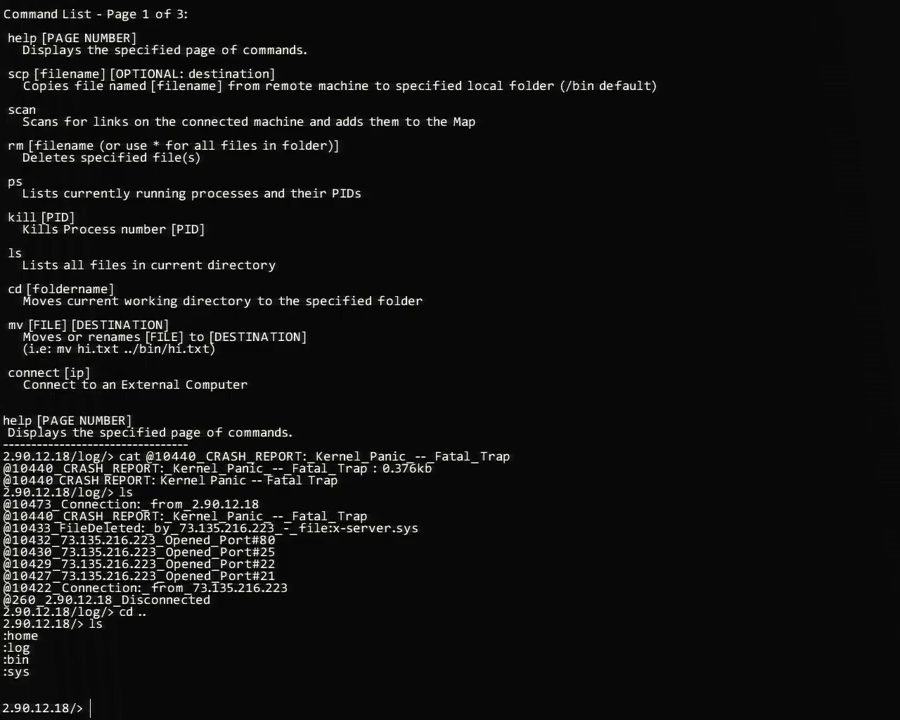 Command List - Page 1 of 3:
help [PAGE NUMBER]
Displays the specified page of commands.
scp [filename] [OPTIONAL: destination]
Copies file named [filename] from remote machine to specified local folder (/bin default)
scan
Scans for links on the connected machine and adds them to the Map
rm [filename (or use * for all files in folder)]
Deletes specified file(s)
ps
Lists currently running processes and their PIDs
kill [PID]
Kills Process number [PID]
ls
Lists all files in current directory
cd [foldername]
Moves current working directory to the specified folder
mv [FILE] [DESTINATION]
Moves or renames [FILE] to [DESTINATION]
(i.e: mv hi.txt ../bin/hi.txt)
connect [ip]
Connect to an External Computer
help [PAGE NUMBER]
Displays the specified page of commands.
---------------------------------
2.90.12.18/log/> cat @10440_CRASH_REPORT:_Kernel_Panic_--_Fatal_Trap
@10440_CRASH_REPORT:_Kernel_Panic_--_Fatal_Trap : 0.376kb
@10440 CRASH REPORT: Kernel Panic -- Fatal Trap
2.90.12.18/log/> ls
@10473_Connection:_from_2.90.12.18
@10440_CRASH_REPORT:_Kernel_Panic_--_Fatal_Trap
@10433_FileDeleted:_by_73.135.216.223_-_file:x-server.sys
@10432_73.135.216.223_Opened_Port#80
@10430_73.135.216.223_Opened_Port#25
@10429_73.135.216.223_Opened_Port#22
@10427_73.135.216.223_Opened_Port#21
@10422_Connection:_from_73.135.216.223
@260_2.90.12.18_Disconnected
2.90.12.18/log/> cd ..
2.90.12.18/> ls
:home
:log
:bin
:sys
2.90.12.18/>